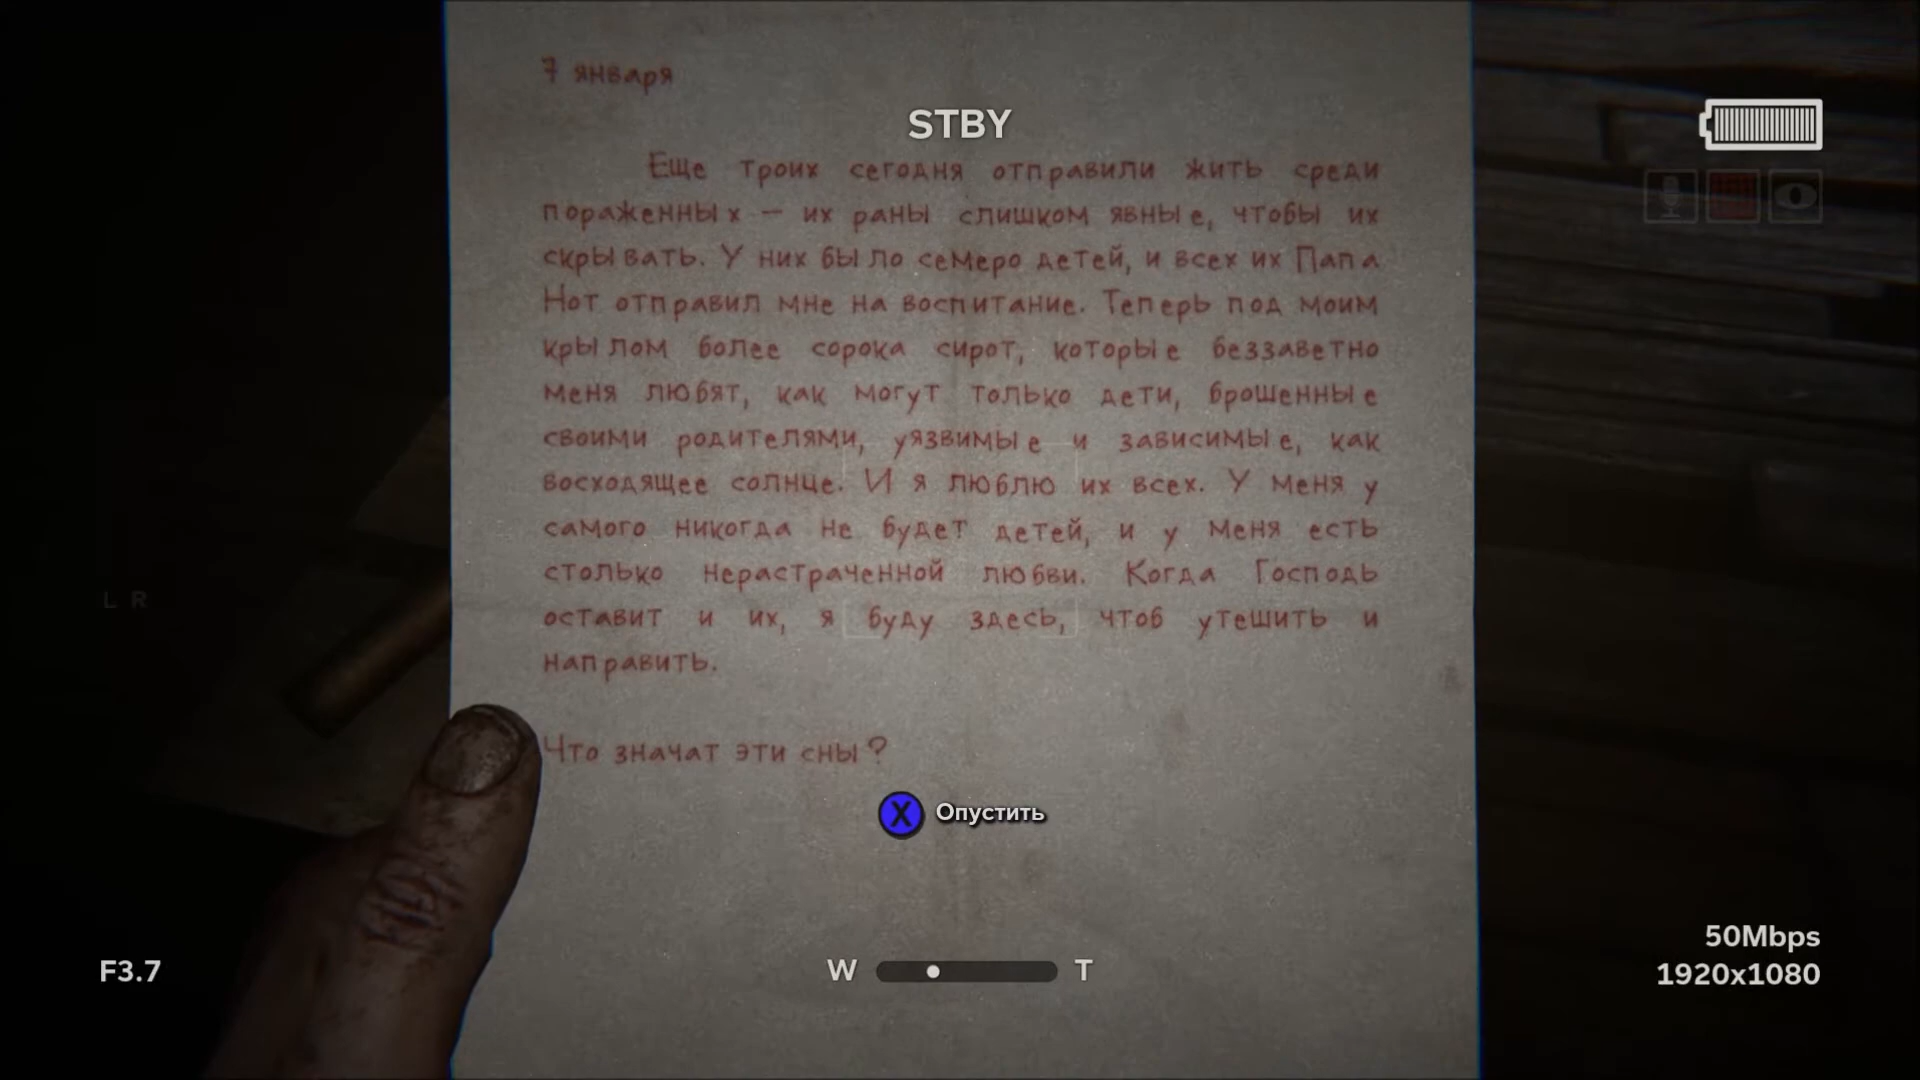 7 января
STBY
Еще троих сегодня отправили жить среди
пораженных — их раны слишком явные, чтобы их
скрывать. У них было семеро детей, и всех их Папа
Нот отправил мне на воспитание. Теперь под моим
крылом более сорока сирот, которые беззаветно
меня любят, как могут только дети, брошенные
своими родителями, уязвимые и зависимые, как
восходящее солнце. И я люблю их всех. У меня у
самого никогда не будет детей, и у меня есть
столько нерастраченной любви. Когда Господь
оставит и их, я буду здесь, чтоб утешить и
направить.
L R
Что значат эти сны?
X Опустить
F3.7
W T
50Mbps
1920x1080